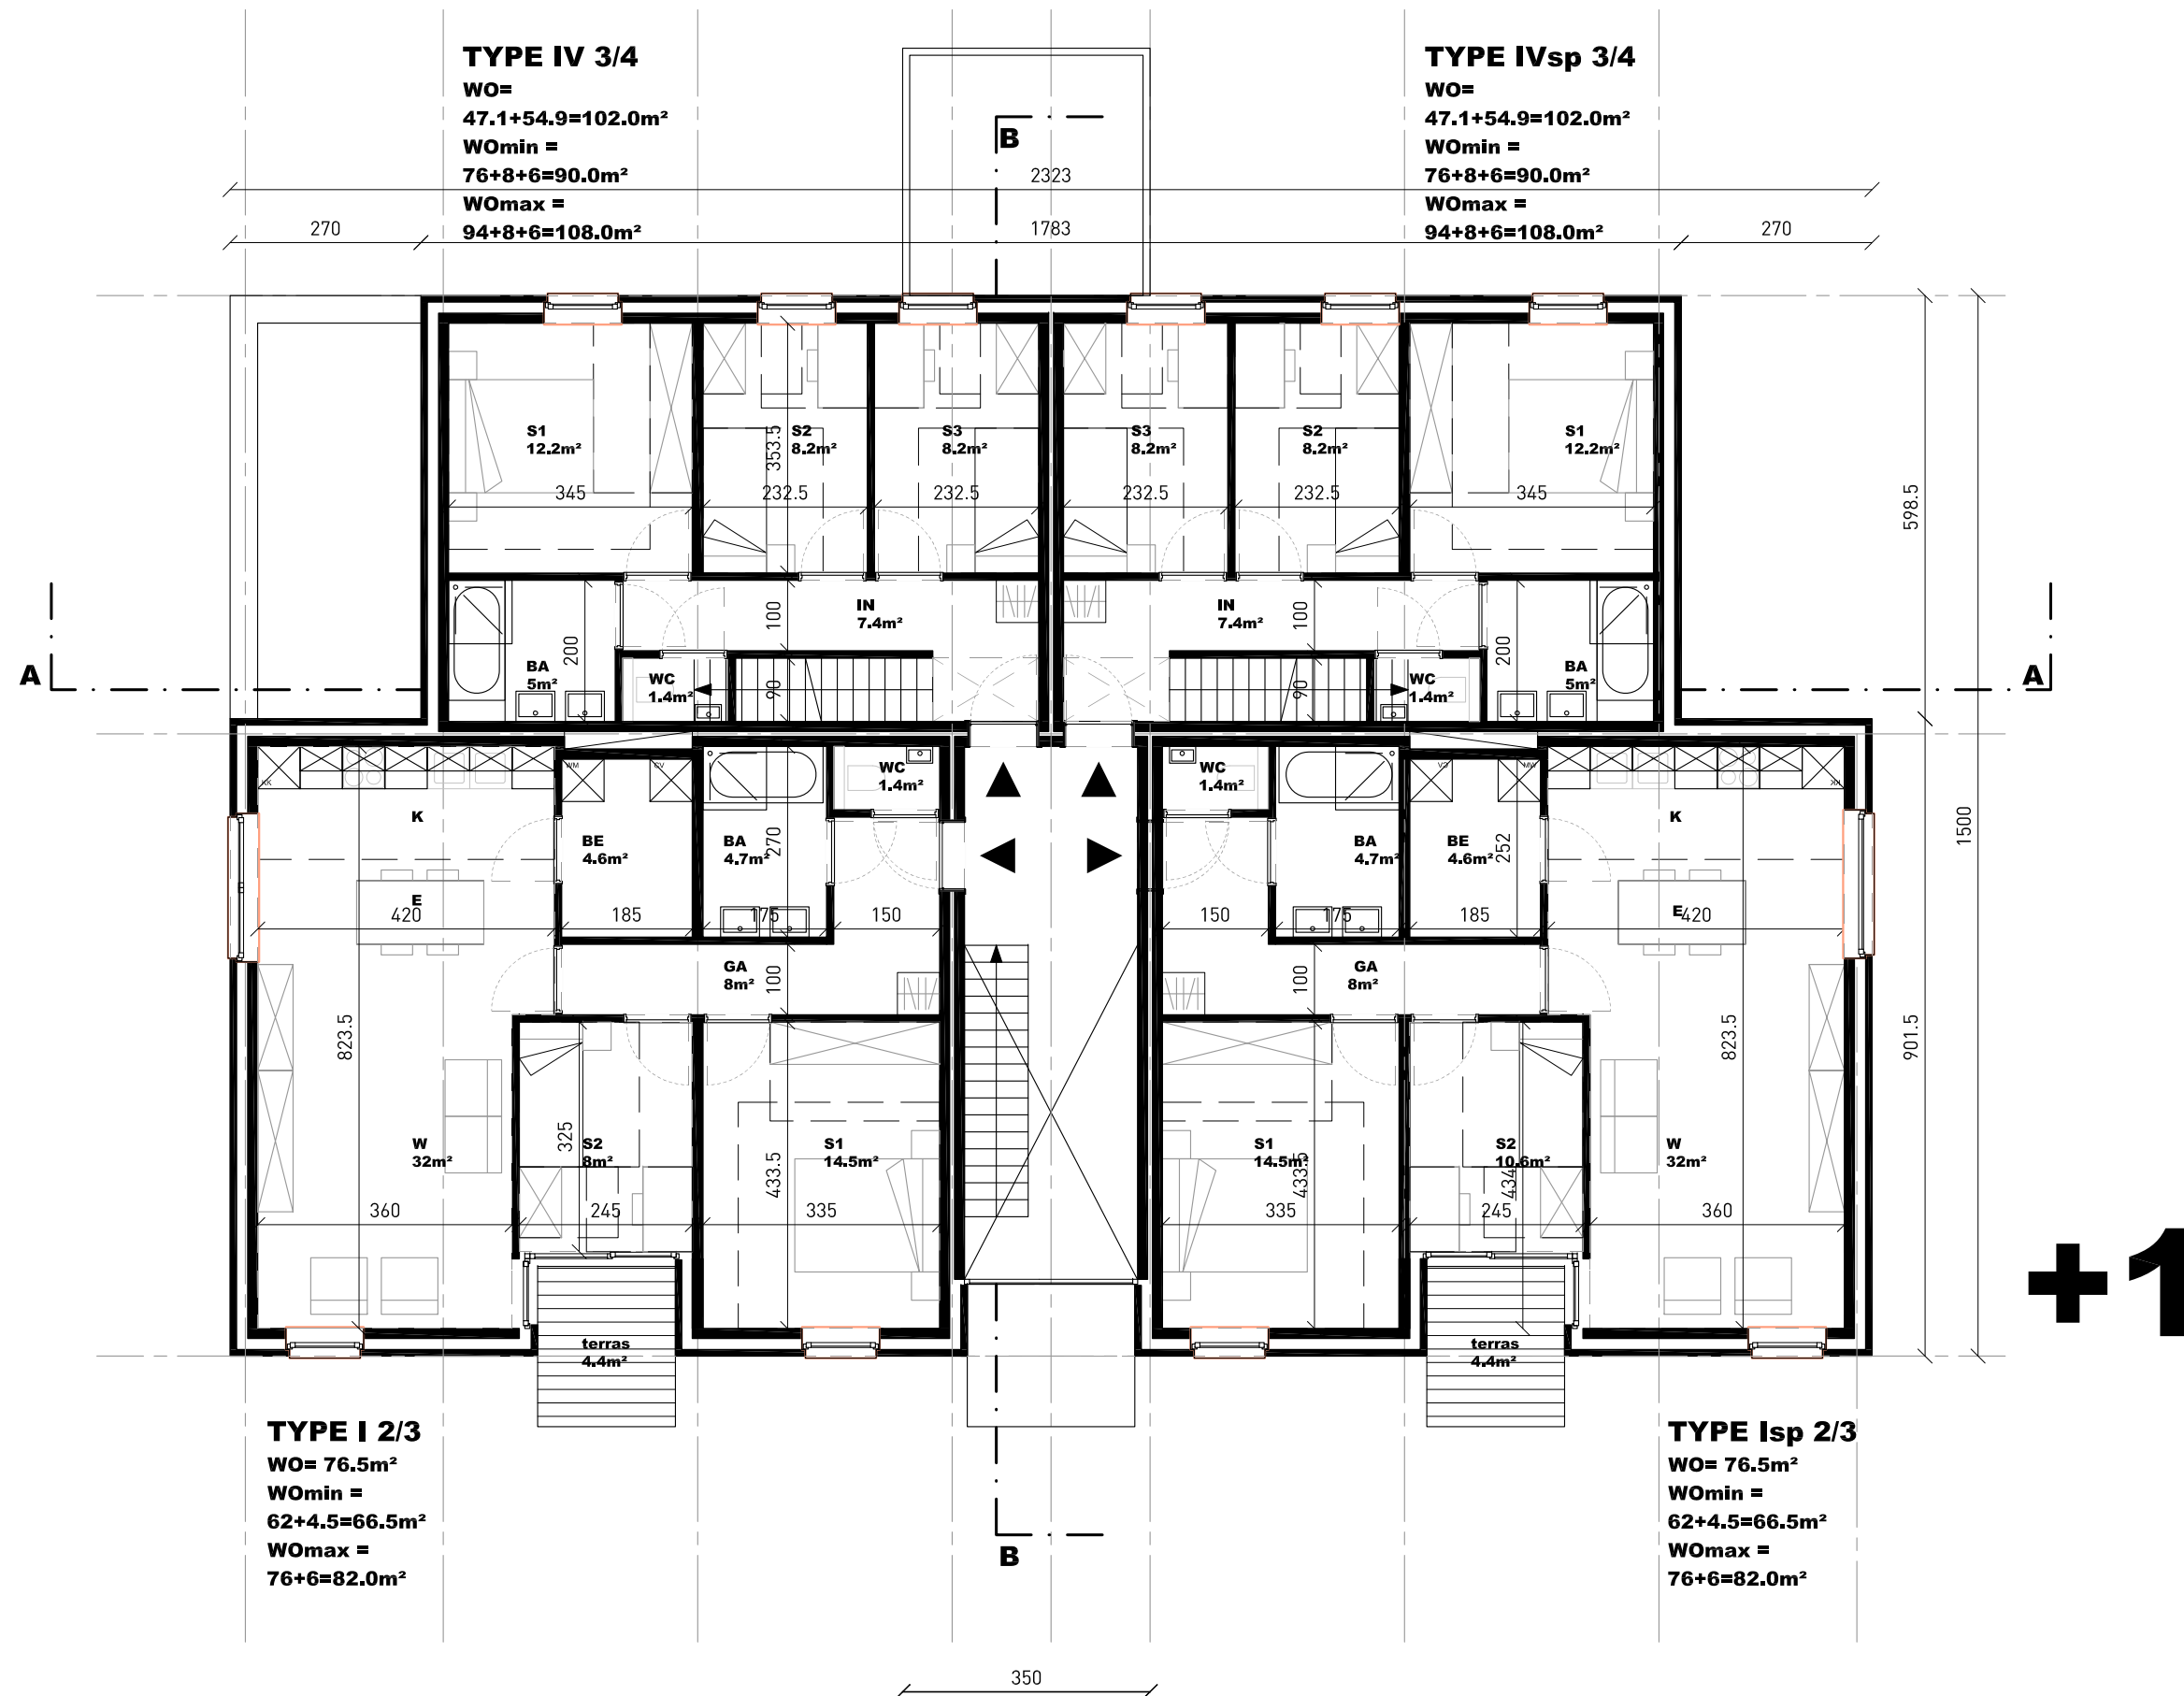 TYPE IV 3/4
WO=
47.1+54.9=102.0m²
WOmin =
76+8+6=90.0m²
WOmax =
94+8+6=108.0m²
TYPE IVsp 3/4
WO=
47.1+54.9=102.0m²
WOmin =
76+8+6=90.0m²
WOmax =
94+8+6=108.0m²
B
2323
270
1783
270
S1
12.2m²
S2
8.2m²
S3
8.2m²
S3
8.2m²
S2
8.2m²
S1
12.2m²
353.5
345
232.5
232.5
232.5
232.5
345
598.5
IN
7.4m²
IN
7.4m²
100
100
200
200
BA
5m²
WC
1.4m²
90
90
WC
1.4m²
BA
5m²
A
A
KK
WM
CV
WC
1.4m²
WC
1.4m²
CV
WM
KK
K
BE
4.6m²
BA
4.7m²
270
BA
4.7m²
BE
4.6m²
252
K
1500
E
420
185
175
150
150
175
185
E
420
GA
8m²
100
100
GA
8m²
823.5
823.5
901.5
W
32m²
325
S2
8m²
S1
14.5m²
433.5
S1
14.5m²
433.5
S2
10.6m²
434
W
32m²
360
245
335
335
245
360
+1
terras
4.4m²
terras
4.4m²
TYPE I 2/3
WO= 76.5m²
WOmin =
62+4.5=66.5m²
WOmax =
76+6=82.0m²
TYPE Isp 2/3
WO= 76.5m²
WOmin =
62+4.5=66.5m²
WOmax =
76+6=82.0m²
B
350